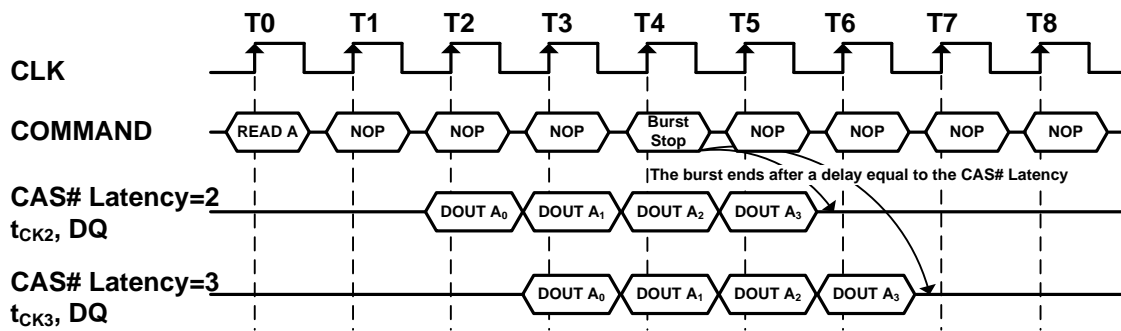 T0 T1 T2 T3 T4 T5 T6 T7 T8
CLK
COMMAND READ A NOP NOP NOP Burst Stop NOP NOP NOP NOP
The burst ends after a delay equal to the CAS# Latency
CAS# Latency=2
tCK2, DQ DOUT A0 DOUT A1 DOUT A2 DOUT A3
CAS# Latency=3
tCK3, DQ DOUT A0 DOUT A1 DOUT A2 DOUT A3